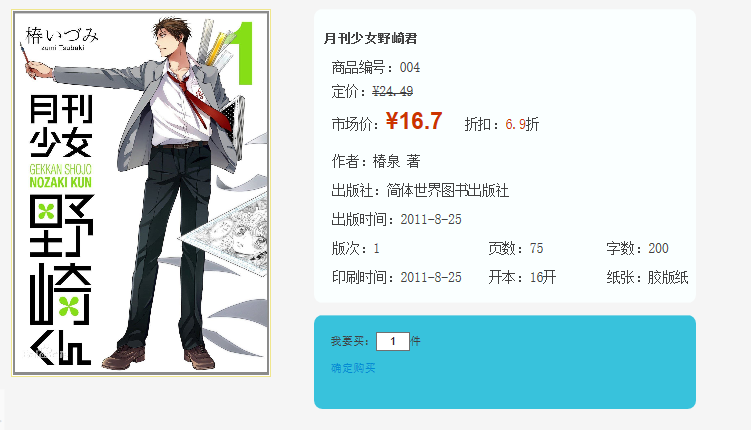 椿いづみ
Izumi Tsubaki
1
月刊
少女
GEKKAN SHOJO
NOZAKI KUN
野
崎
くん
月刊少女野崎君
商品编号：004
定价：¥24.49
市场价：¥16.7 折扣：6.9折
作者：椿泉 著
出版社：简体世界图书出版社
出版时间：2011-8-25
版次：1 页数：75 字数：200
印刷时间：2011-8-25 开本：16开 纸张：胶版纸
我要买：1件
确定购买